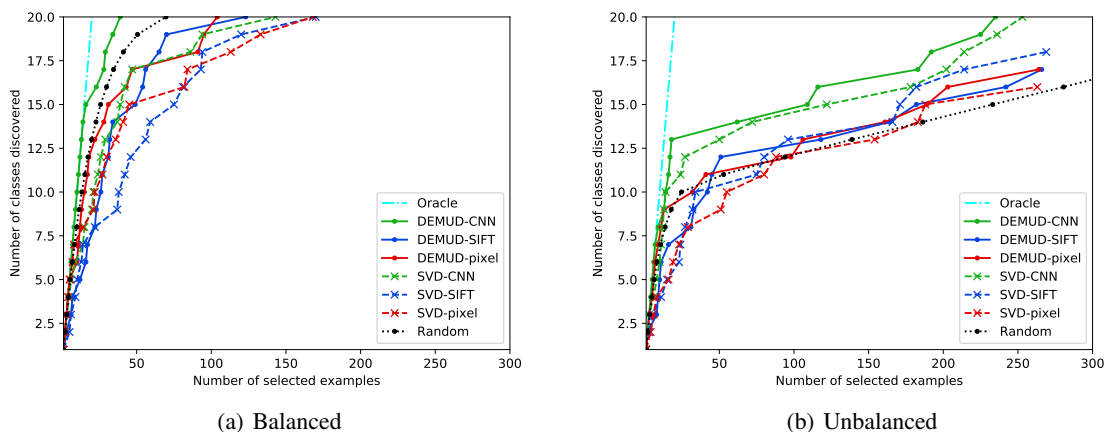 20.0
17.5
15.0
12.5
10.0
7.5
5.0
2.5
Number of classes discovered
Oracle
DEMUD-CNN
DEMUD-SIFT
DEMUD-pixel
SVD-CNN
SVD-SIFT
SVD-pixel
Random
50 100 150 200 250 300
Number of selected examples
(a) Balanced
20.0
17.5
15.0
12.5
10.0
7.5
5.0
2.5
Number of classes discovered
Oracle
DEMUD-CNN
DEMUD-SIFT
DEMUD-pixel
SVD-CNN
SVD-SIFT
SVD-pixel
Random
50 100 150 200 250 300
Number of selected examples
(b) Unbalanced